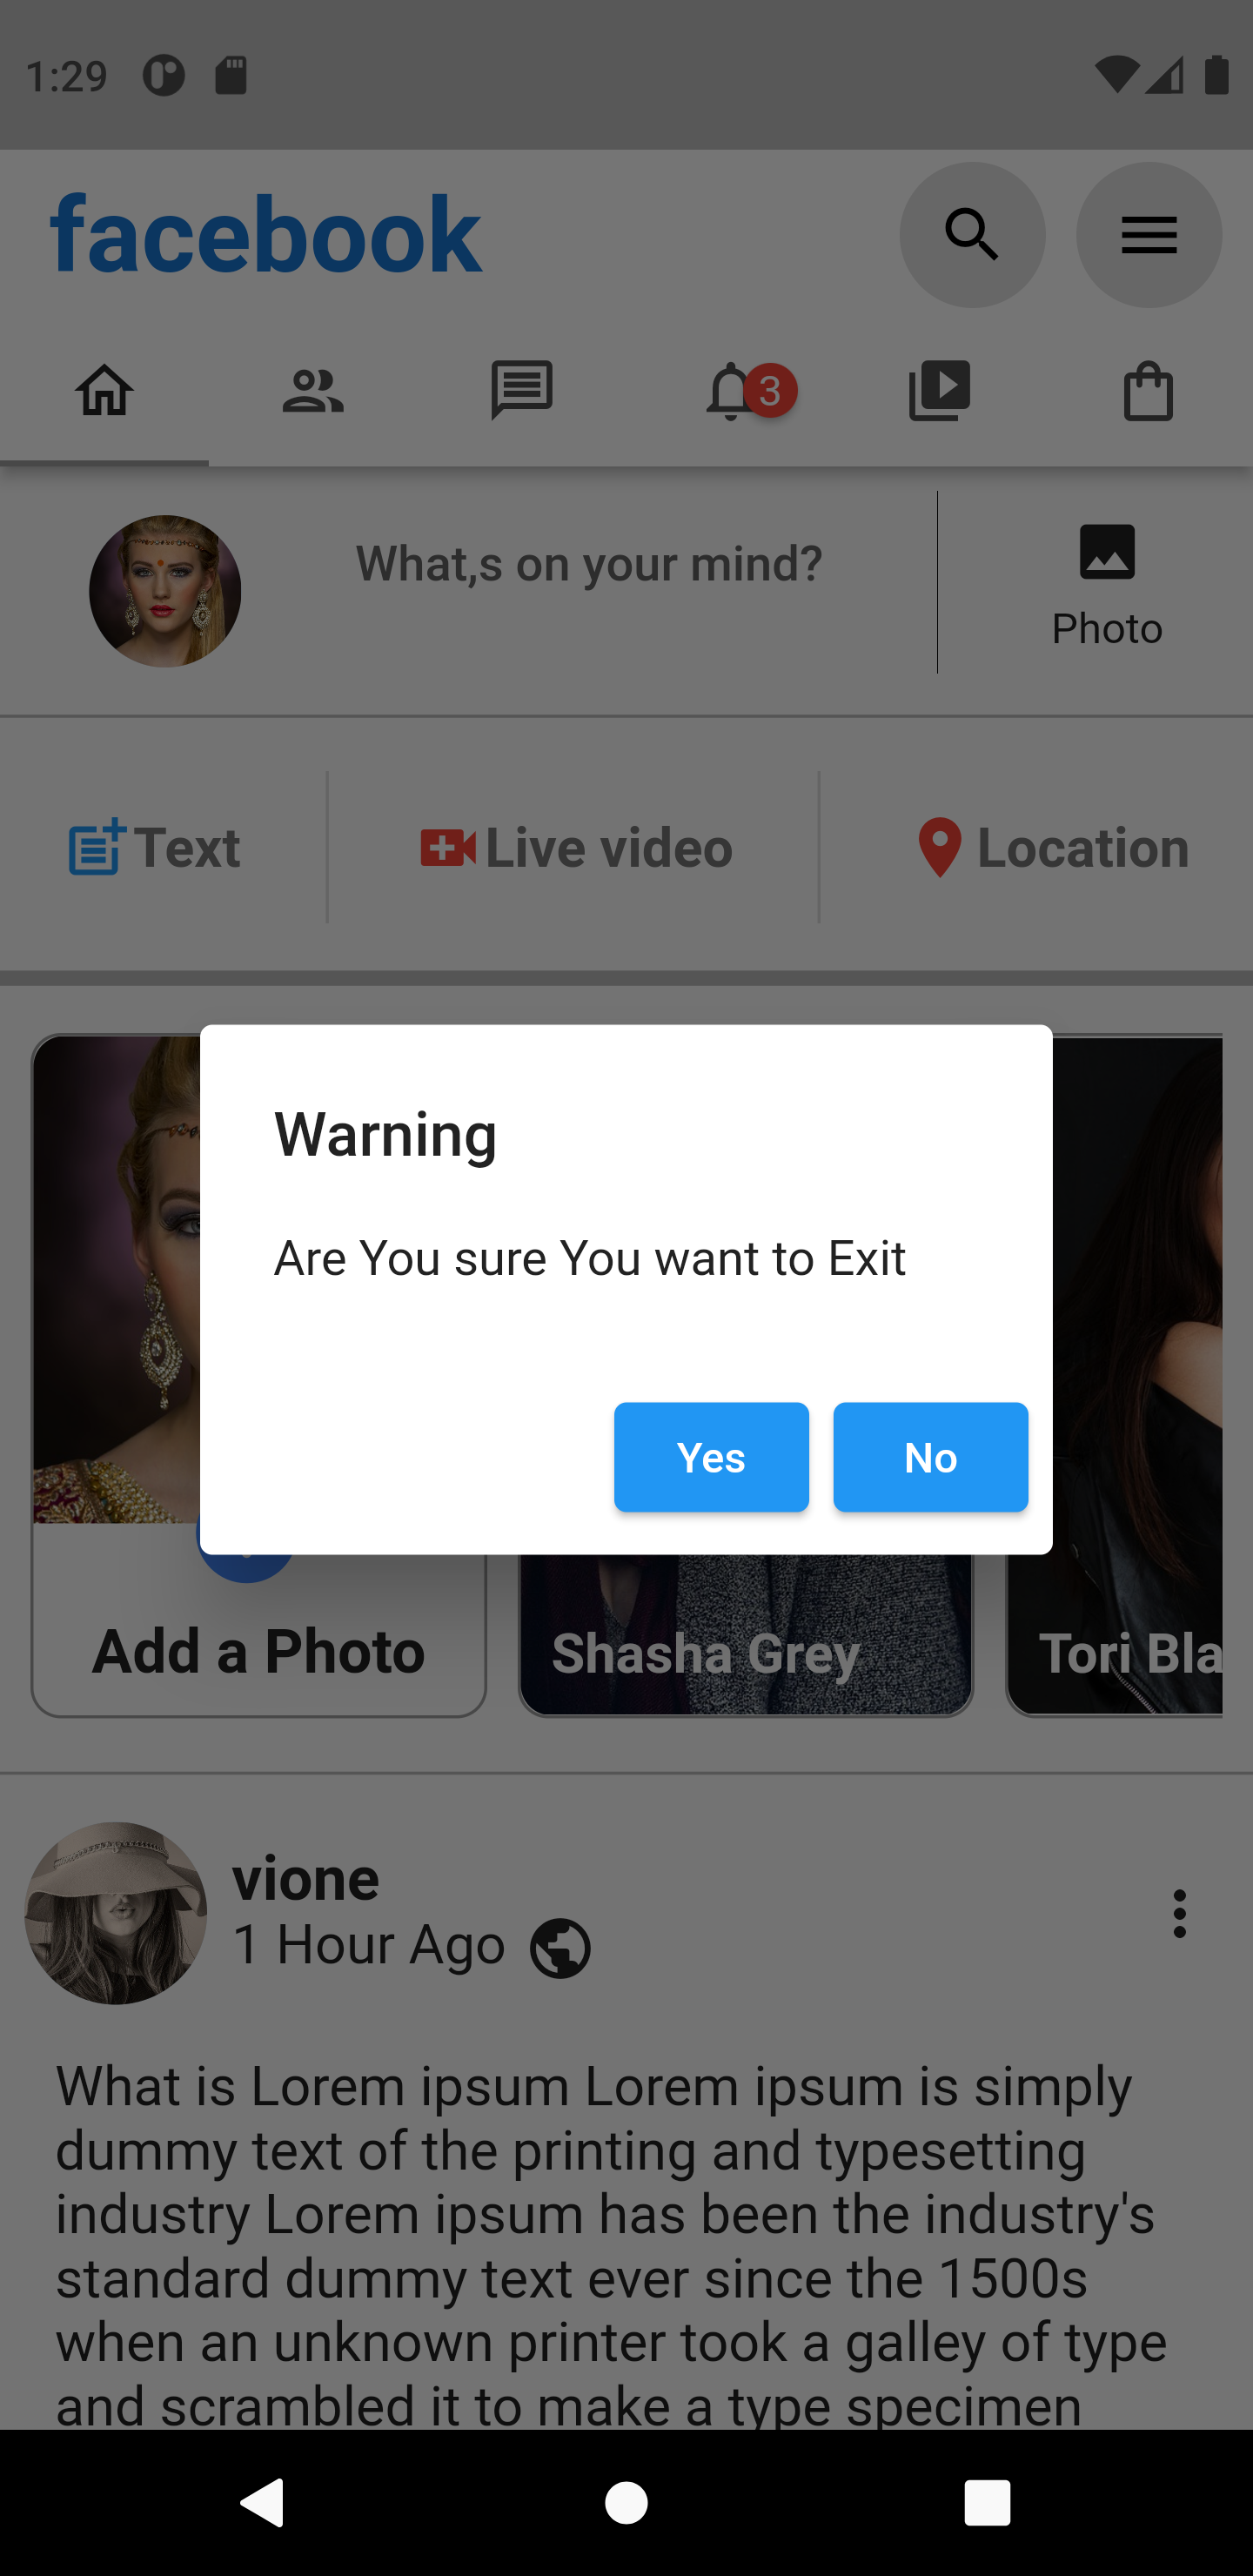 1:29
facebook
3
What,s on your mind?
Photo
Text
Live video
Location
Warning
Are You sure You want to Exit
Yes
No
Add a Photo
Shasha Grey
Tori Bla
vione
1 Hour Ago
What is Lorem ipsum Lorem ipsum is simply
dummy text of the printing and typesetting
industry Lorem ipsum has been the industry's
standard dummy text ever since the 1500s
when an unknown printer took a galley of type
and scrambled it to make a type specimen